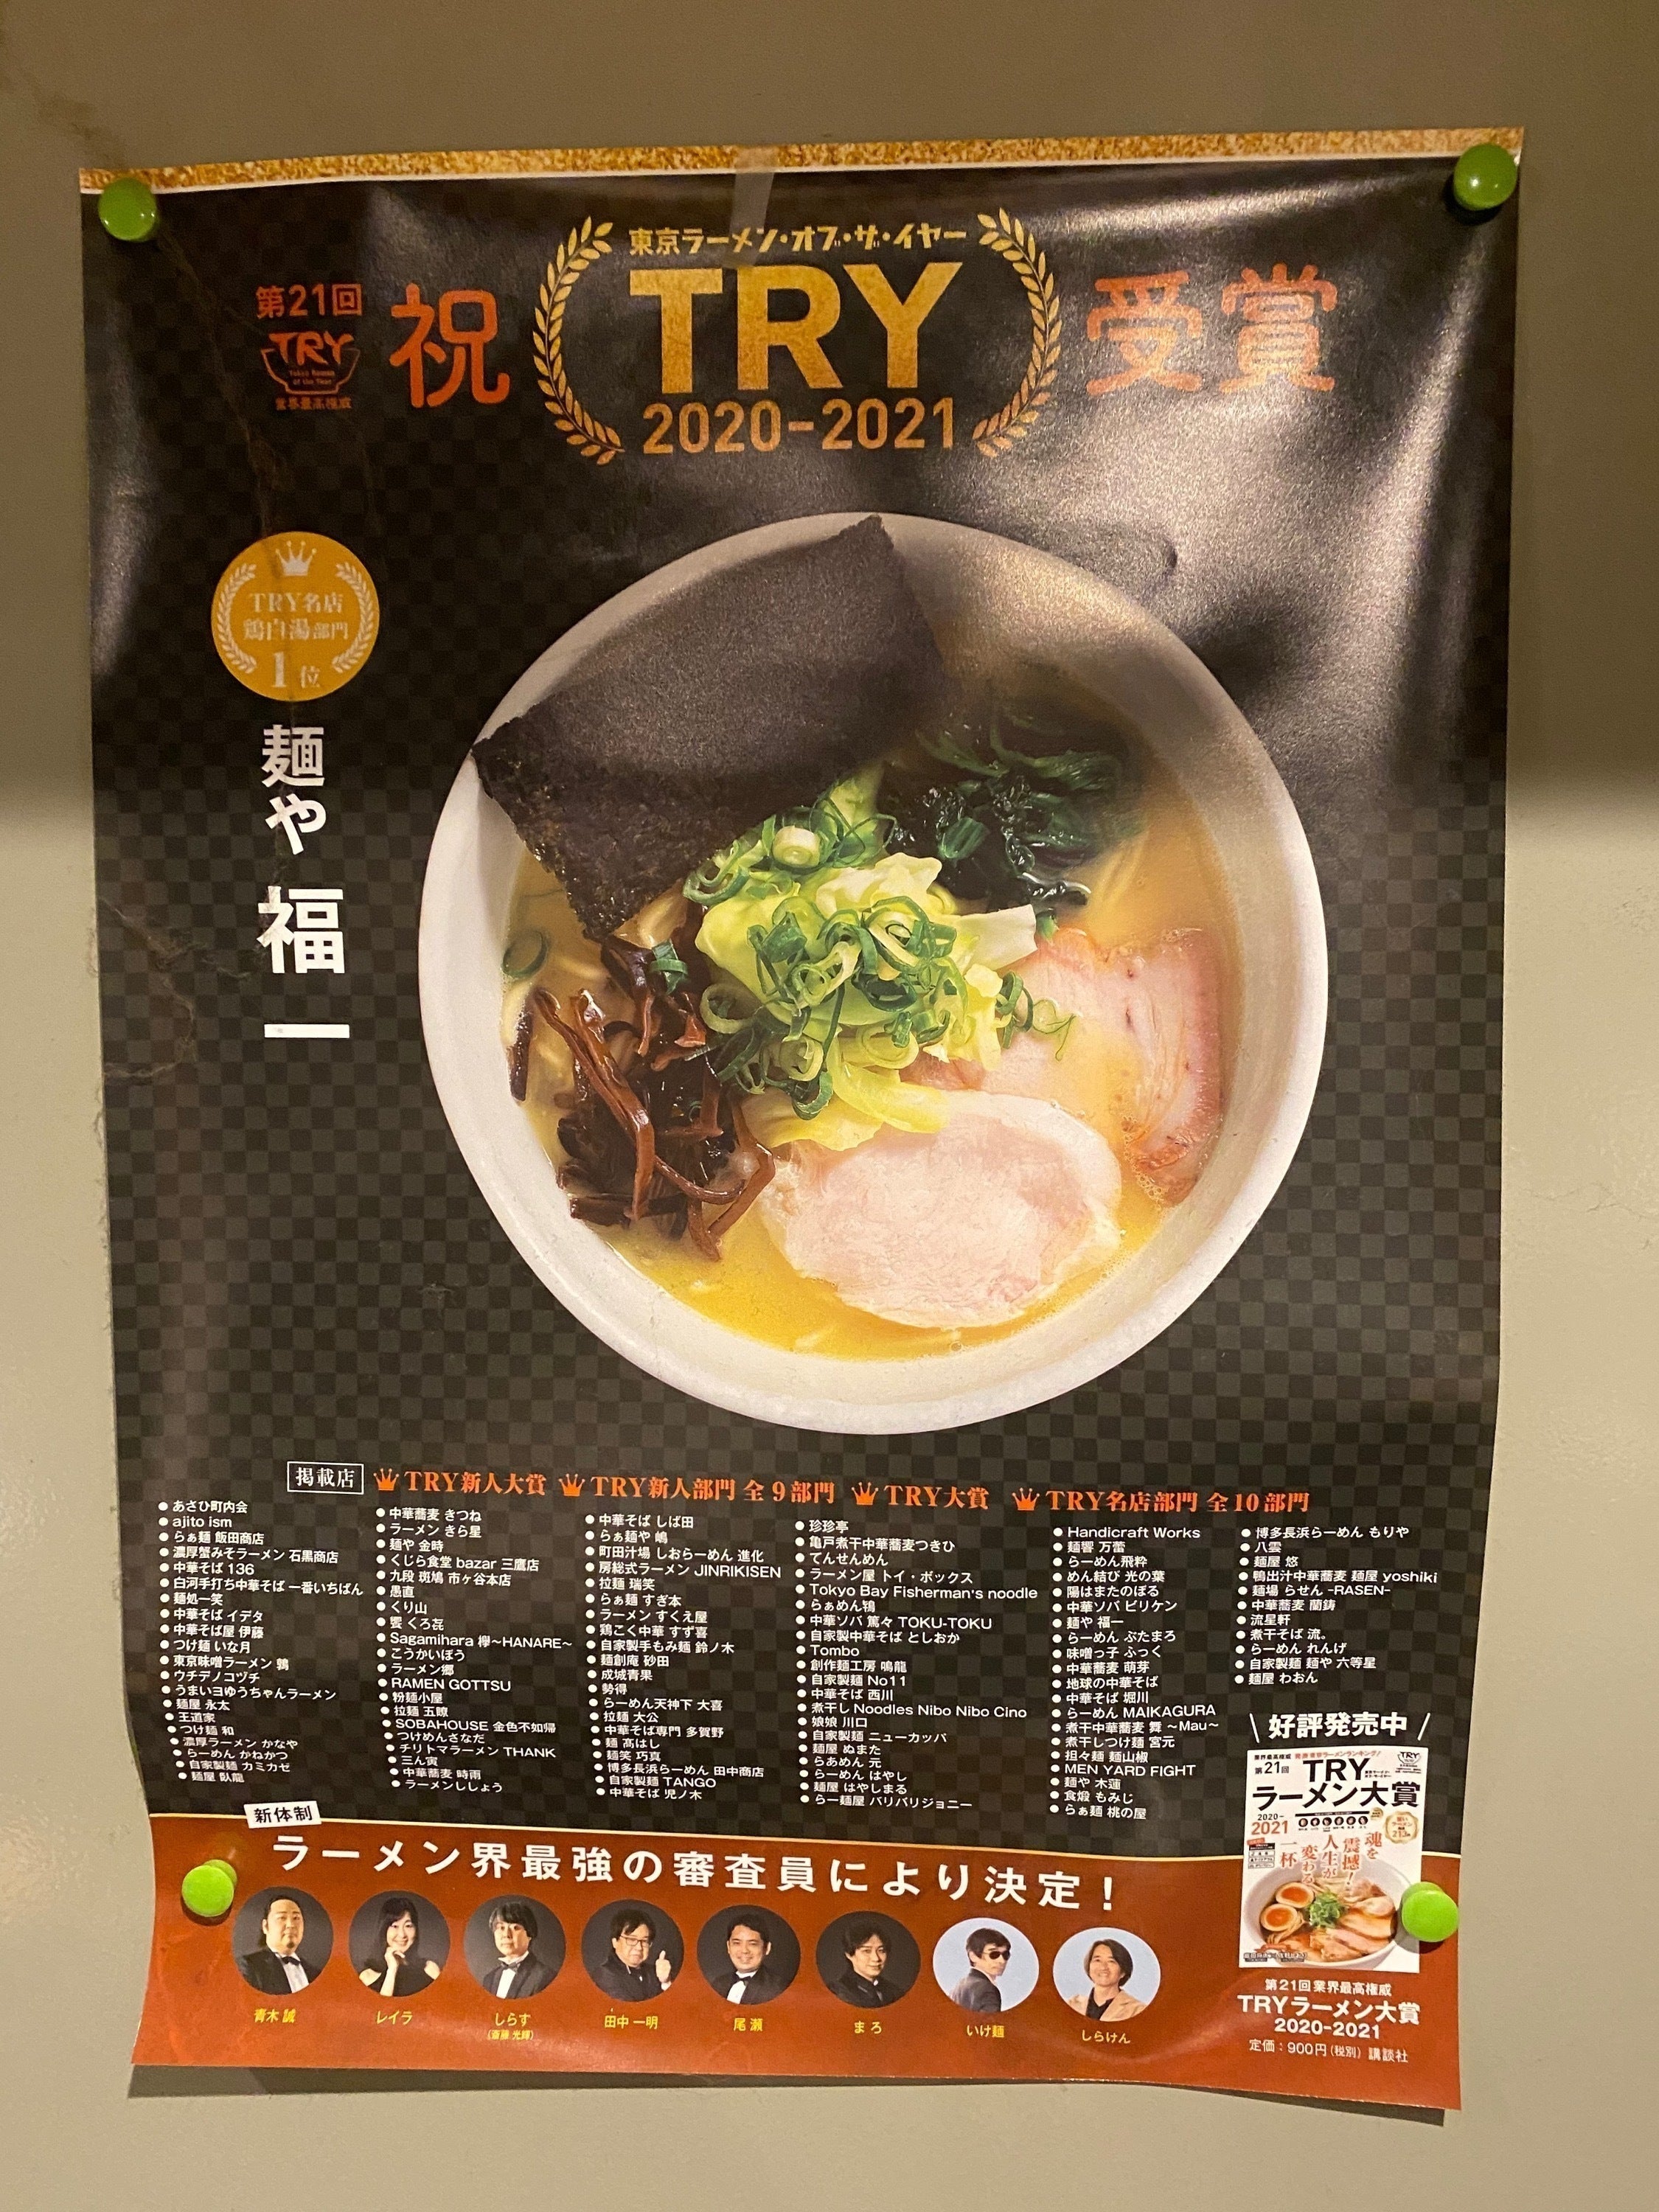 東京ラーメン・オブ・ザ・イヤー
第21回
TRY
Tokyo Ramen
of the Year
業界最高権威
祝
TRY
2020-2021
受賞
TRY名店
鶏白湯部門
1位
麺や 福一
掲載店
TRY新人大賞
TRY新人部門 全9部門
TRY大賞
TRY名店部門 全10部門
● あさひ町内会
● ajito ism
● らぁ麺 飯田商店
● 濃厚蟹みそラーメン 石黒商店
● 中華そば 136
● 白河手打ち中華そば 一番いちばん
● 麺処一笑
● 中華そば イデタ
● 中華そば屋 伊藤
● つけ麺 いな月
● 東京味噌ラーメン 鶉
● ウチデノコヅチ
● うまいヨゆうちゃんラーメン
● 麺屋 永太
● 王道家
● つけ麺 和
● 濃厚ラーメン かなや
● らーめん かねかつ
● 自家製麺 カミカゼ
● 麺屋 臥龍
● 中華蕎麦 きつね
● ラーメン きら星
● 麺や 金時
● くじら食堂 bazar 三鷹店
● 九段 斑鳩 市ヶ谷本店
● 愚直
● くり山
● 饗 くろ㐂
● Sagamihara 欅～HANARE～
● こうかいぼう
● ラーメン郷
● RAMEN GOTTSU
● 粉麺小屋
● 拉麺 五瞭
● SOBAHOUSE 金色不如帰
● つけめんさなだ
● チリトマラーメン THANK
● 三ん寅
● 中華蕎麦 時雨
● ラーメンししょう
● 中華そば しば田
● らぁ麺や 嶋
● 町田汁場 しおらーめん 進化
● 房総式ラーメン JINRIKISEN
● 拉麺 瑞笑
● らぁ麺 すぎ本
● ラーメン すくえ屋
● 鶏こく中華 すず喜
● 自家製手もみ麺 鈴ノ木
● 麺創庵 砂田
● 成城青果
● 勢得
● らーめん天神下 大喜
● 拉麺 大公
● 中華そば専門 多賀野
● 麺 髙はし
● 麺笑 巧真
● 博多長浜らーめん 田中商店
● 自家製麺 TANGO
● 中華そば 児ノ木
● 珍珍亭
● 亀戸煮干中華蕎麦つきひ
● てんせんめん
● ラーメン屋 トイ・ボックス
● Tokyo Bay Fisherman's noodle
● らぁめん鴇
● 中華ソバ 篤々 TOKU-TOKU
● 自家製中華そば としおか
● Tombo
● 創作麺工房 鳴龍
● 自家製麺 No11
● 中華そば 西川
● 煮干し Noodles Nibo Nibo Cino
● 娘娘 川口
● 自家製麺 ニューカッパ
● 麺屋 ぬまた
● らあめん 元
● らーめん はやし
● 麺屋 はやしまる
● らー麺屋 バリバリジョニー
● Handicraft Works
● 麺響 万蕾
● らーめん飛粋
● めん結び 光の葉
● 陽はまたのぼる
● 中華ソバ ビリケン
● 麺や 福一
● らーめん ぶたまろ
● 味噌っ子 ふっく
● 中華蕎麦 萌芽
● 地球の中華そば
● 中華そば 堀川
● らーめん MAIKAGURA
● 煮干中華蕎麦 舞 ～Mau～
● 煮干しつけ麺 宮元
● 担々麺 麺山椒
● MEN YARD FIGHT
● 麺や 木蓮
● 食煅 もみじ
● らぁ麺 桃の屋
● 博多長浜らーめん もりや
● 八雲
● 麺屋 悠
● 鴨出汁中華蕎麦 麺屋 yoshiki
● 麺場 らせん -RASEN-
● 中華蕎麦 蘭鋳
● 流星軒
● 煮干そば 流。
● らーめん れんげ
● 自家製麺 麺や 六等星
● 麺屋 わおん
好評発売中
業界最高権威
第21回
TRY
ラーメン大賞
2020-
2021
魂を
震撼!
人生が
変わる
一杯
新体制
ラーメン界最強の審査員により決定!
青木 誠
レイラ
しらす
(斎藤 光輝)
田中 一明
尾瀬
まろ
いけ麺
しらけん
第21回 業界最高権威
TRYラーメン大賞
2020-2021
定価：900円(税別) 講談社